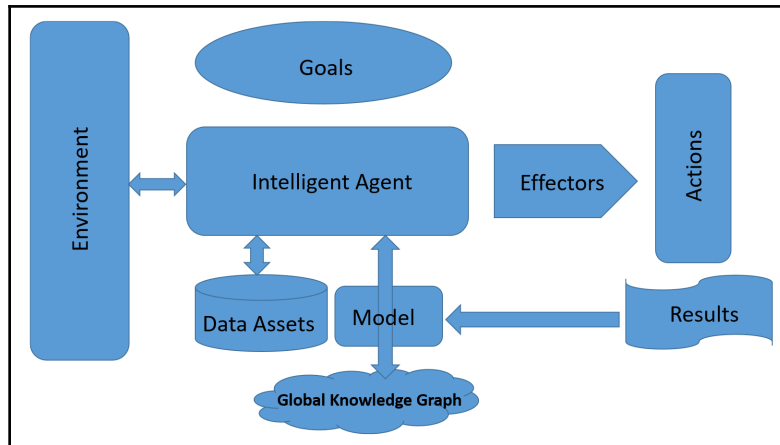 Goals
Environment
Intelligent Agent
Effectors
Actions
Data Assets
Model
Results
Global Knowledge Graph